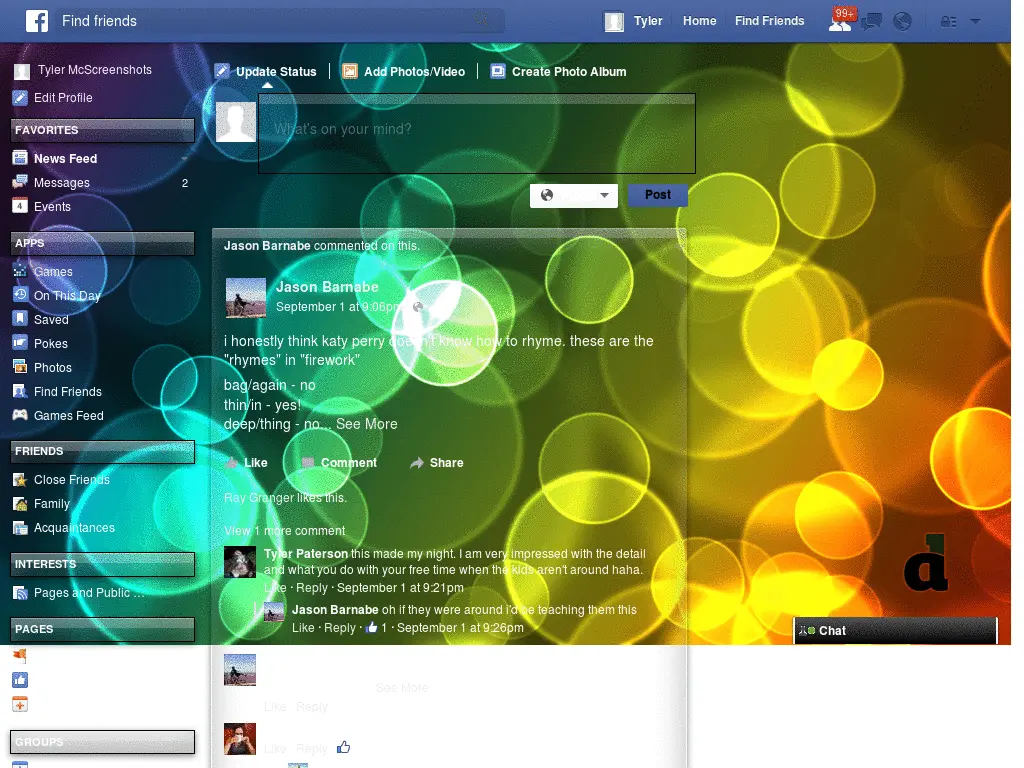 f Find friends
Tyler Home Find Friends 99+
Tyler McScreenshots
Edit Profile
FAVORITES
News Feed
Messages 2
4 Events
APPS
Games
On This Day
Saved
Pokes
Photos
Find Friends
Games Feed
FRIENDS
Close Friends
Family
Acquaintances
INTERESTS
Pages and Public ...
PAGES
GROUPS
Update Status Add Photos/Video Create Photo Album
What's on your mind?
Post
Jason Barnabe commented on this.
Jason Barnabe
September 1 at 9:06pm
i honestly think katy perry doesn't know how to rhyme. these are the
"rhymes" in "firework"
bag/again - no
thin/in - yes!
deep/thing - no... See More
Like Comment Share
Ray Granger likes this.
View 1 more comment
Tyler Paterson this made my night. I am very impressed with the detail
and what you do with your free time when the kids aren't around haha.
Like · Reply · September 1 at 9:21pm
Jason Barnabe oh if they were around i'd be teaching them this
Like · Reply · 1 · September 1 at 9:26pm
See More
Like Reply
Like Reply
d
Chat